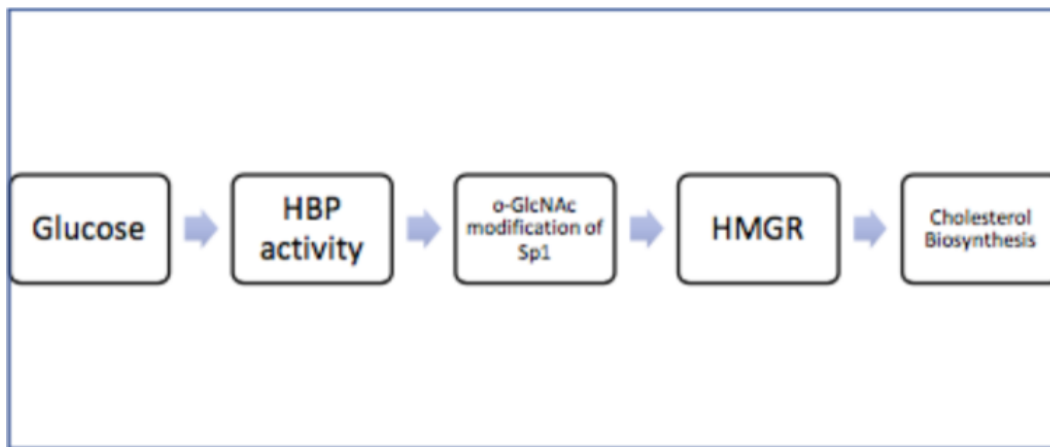 Glucose
HBP
activity
o-GlcNAc
modification of
Sp1
HMGR
Cholesterol
Biosynthesis